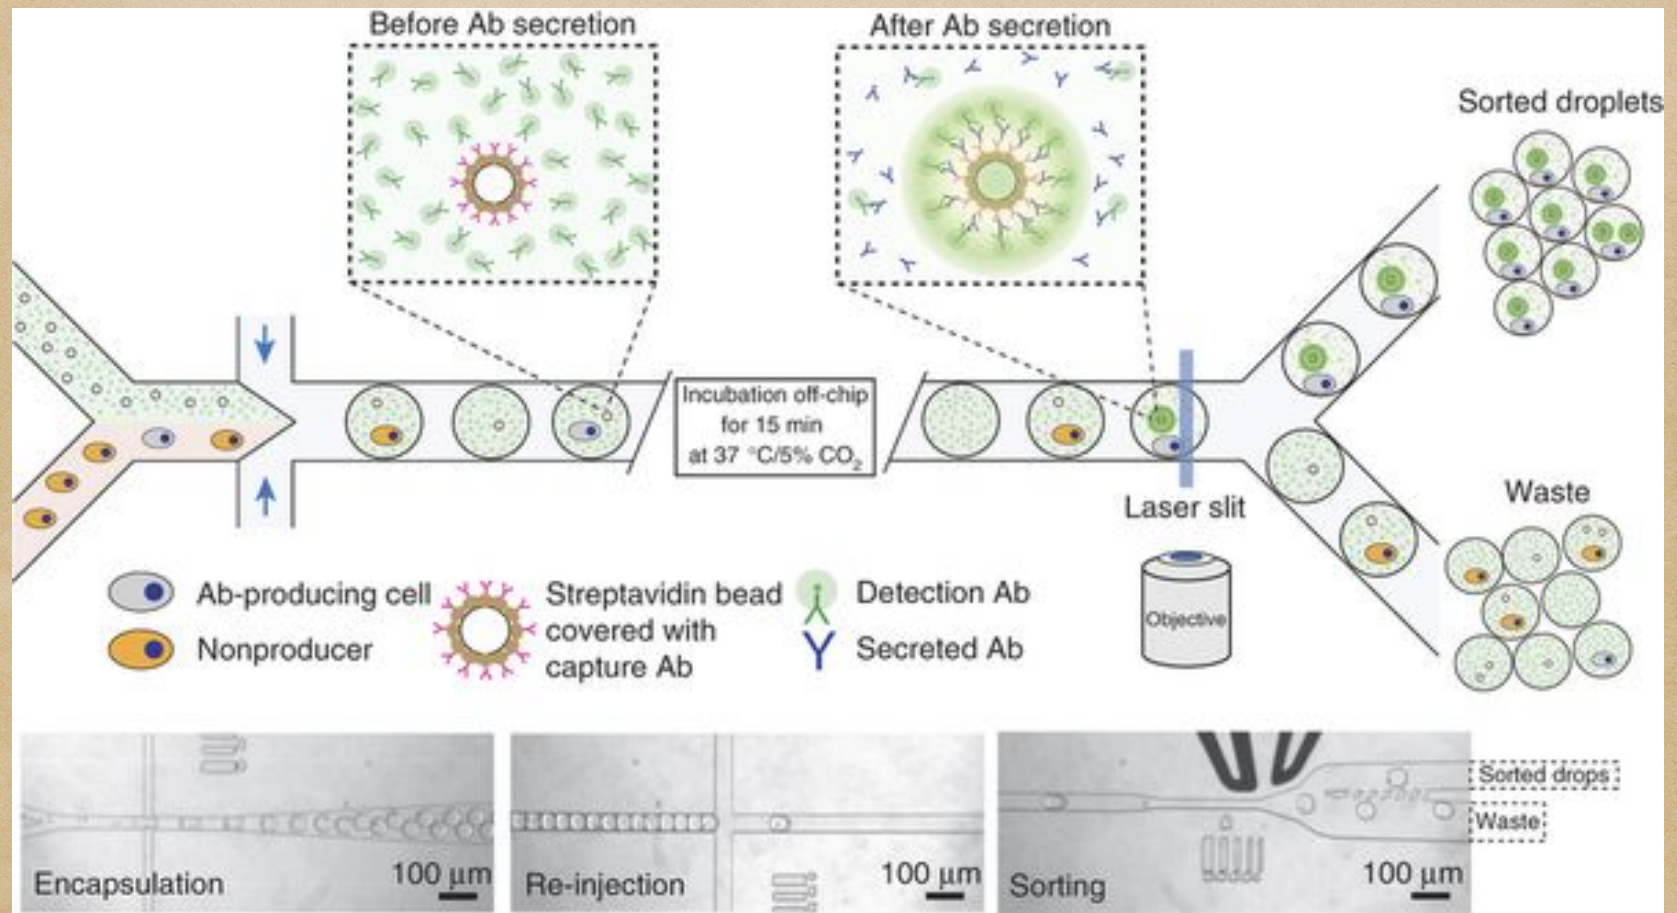 Before Ab secretion
After Ab secretion
Sorted droplets
Incubation off-chip
for 15 min
at 37 °C/5% CO₂
Laser slit
Waste
Objective
Ab-producing cell
Nonproducer
Streptavidin bead
covered with
capture Ab
Detection Ab
Secreted Ab
Encapsulation
100 µm
Re-injection
100 µm
Sorting
100 µm
Sorted drops
Waste